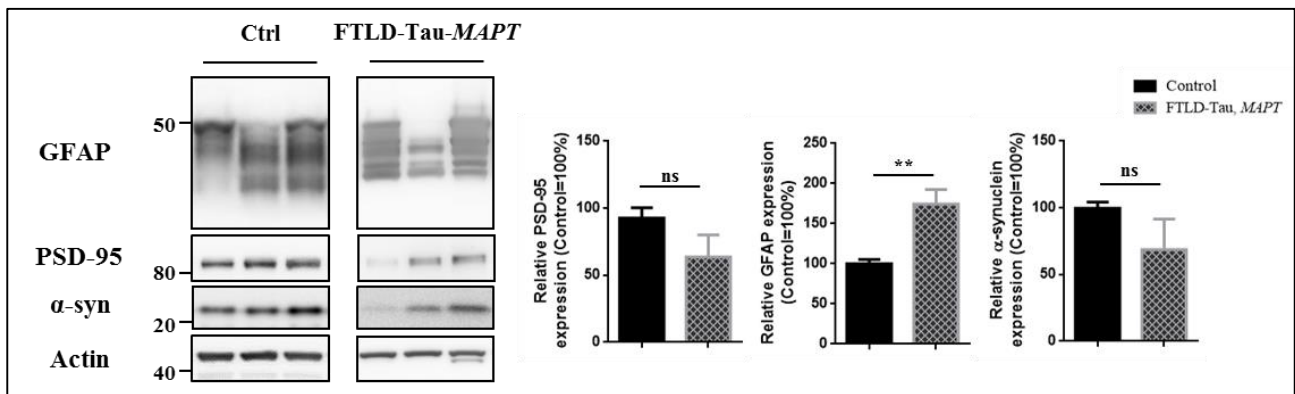 Ctrl
FTLD-Tau-MAPT
GFAP
50
PSD-95
80
α-syn
20
Actin
40
Control
FTLD-Tau, MAPT
Relative PSD-95
expression (Control=100%)
150
100
50
0
ns
Relative GFAP expression
(Control=100%)
250
200
150
100
50
0
**
Relative α-synuclein
expression (Control=100%)
150
100
50
0
ns